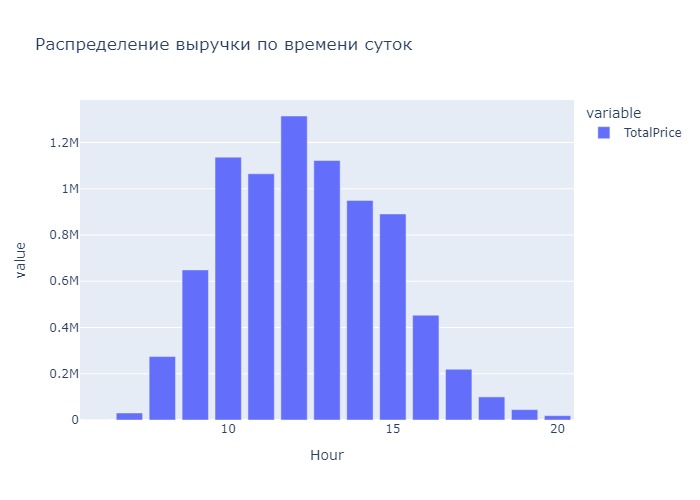 Распределение выручки по времени суток
variable
TotalPrice
1.2M
1M
0.8M
0.6M
0.4M
0.2M
0
value
10
15
20
Hour